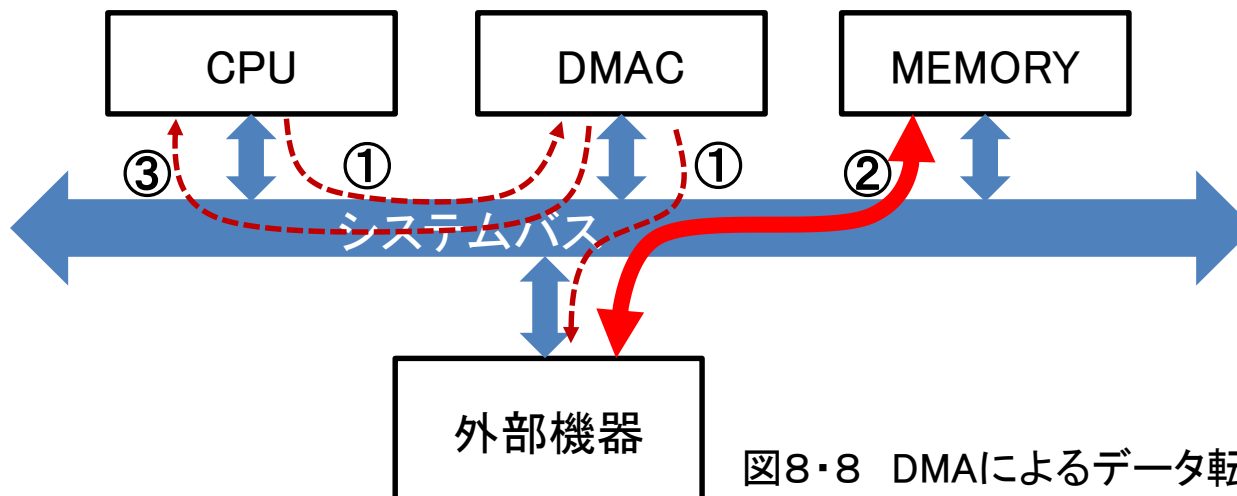 CPU
DMAC
MEMORY
③
①
①
②
システムバス
外部機器
図8・8 DMAによるデータ転